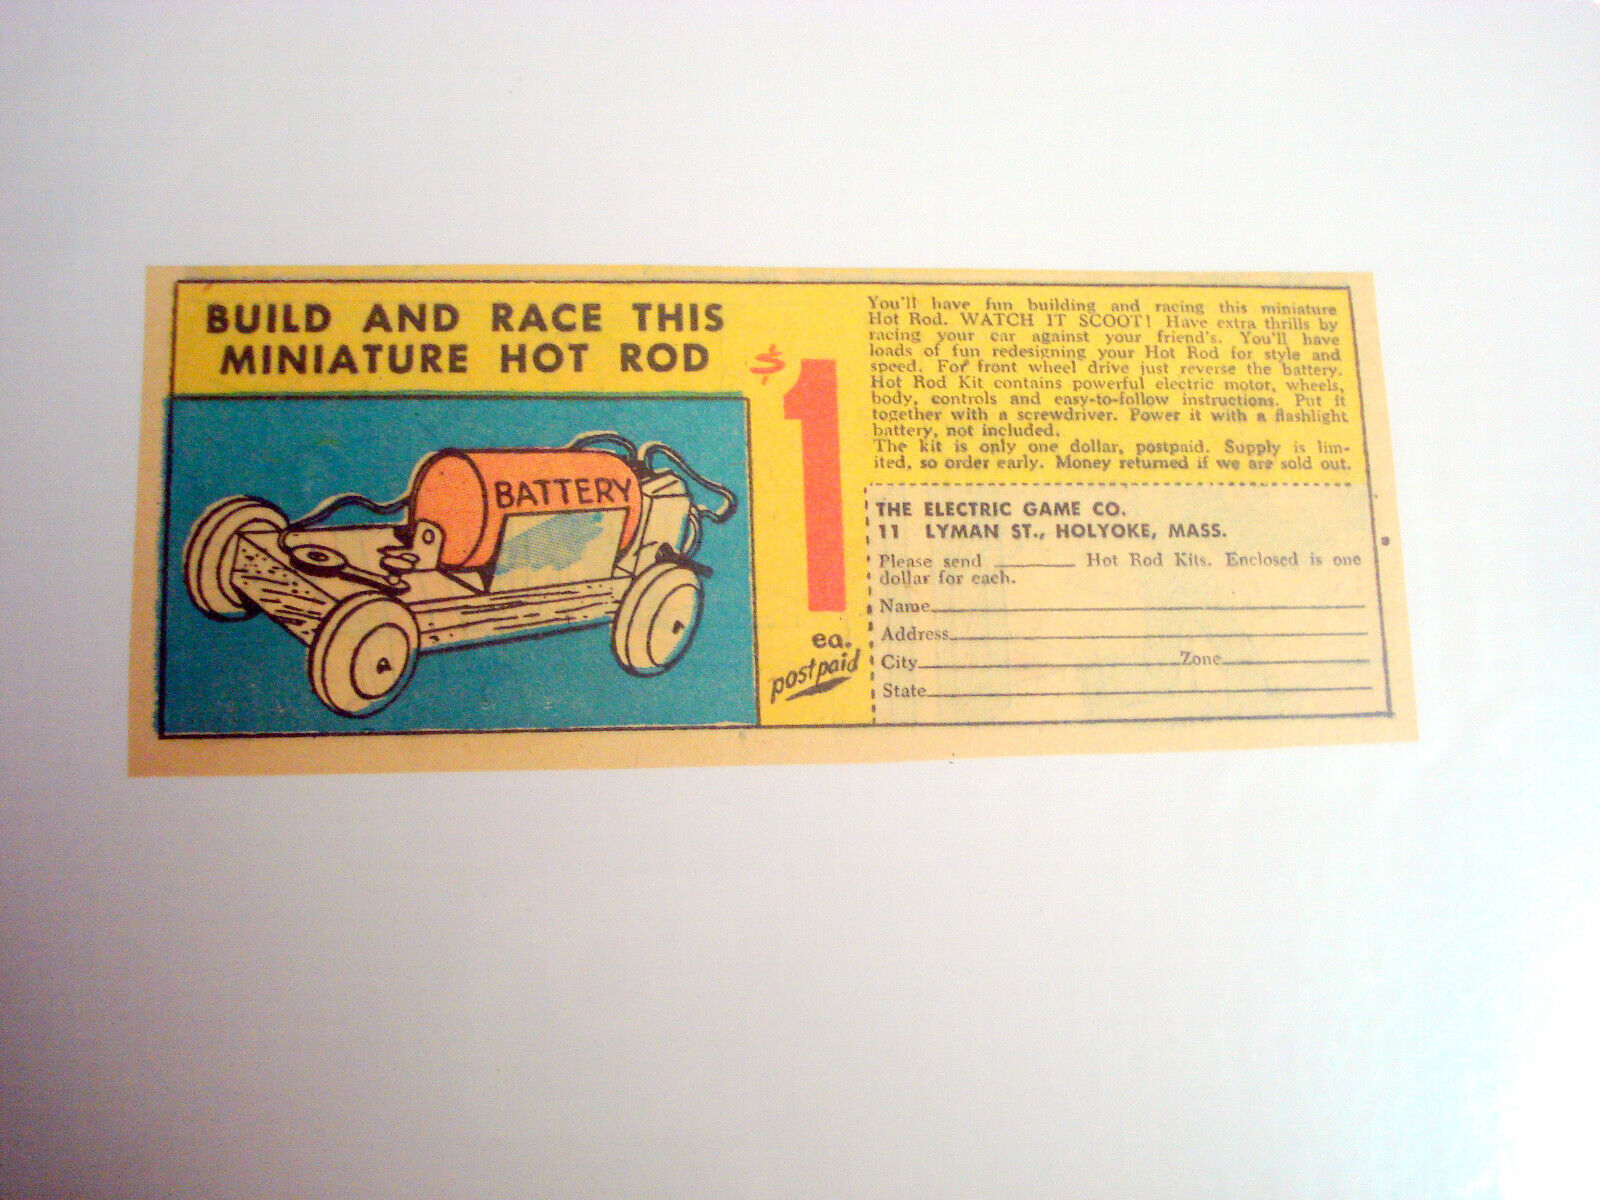 BUILD AND RACE THIS
MINIATURE HOT ROD
BATTERY
$1
ea.
postpaid
You'll have fun building and racing this miniature
Hot Rod. WATCH IT SCOOT! Have extra thrills by
racing your car against your friend's. You'll have
loads of fun redesigning your Hot Rod for style and
speed. For front wheel drive just reverse the battery.
Hot Rod Kit contains powerful electric motor, wheels,
body, controls and easy-to-follow instructions. Put it
together with a screwdriver. Power it with a flashlight
battery, not included.
The kit is only one dollar, postpaid. Supply is lim-
ited, so order early. Money returned if we are sold out.
THE ELECTRIC GAME CO.
11 LYMAN ST., HOLYOKE, MASS.
Please send ________ Hot Rod Kits. Enclosed is one
dollar for each.
Name
Address
City Zone
State